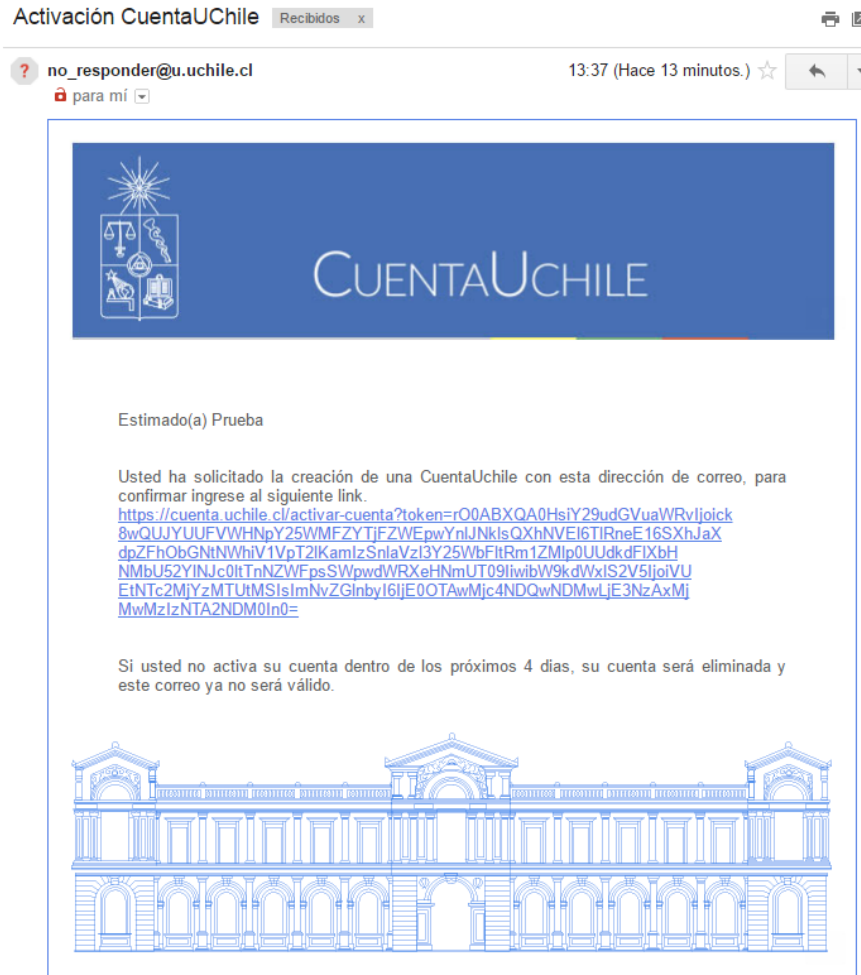 Activación CuentaUChile Recibidos x
? no_responder@u.uchile.cl 13:37 (Hace 13 minutos.)
para mí
CUENTAUCHILE
Estimado(a) Prueba
Usted ha solicitado la creación de una CuentaUchile con esta dirección de correo, para
confirmar ingrese al siguiente link.
https://cuenta.uchile.cl/activar-cuenta?token=rO0ABXQA0HsiY29udGVuaWRvIjoick
8wQUJYUUFVWHNpY25WMFZYTjFZWEpwYnlJNklsQXhNVEI6TlRneE16SXhJaX
dpZFhObGNtNWhiV1VpT2lKamIzSnlaVzl3Y25WbFltRm1ZMlp0UUdkdFlXbH
NMbU52YlNJc0ltTnNZWFpsSWpwdWRXeHNmUT09IiwibW9kdWxlS2V5IjoiVU
EtNTc2MjYzMTUtMSIsImNvZGlnbyI6IjE0OTAwMjc4NDQwNDMwLjE3NzAxMj
MwMzIzNTA2NDM0In0=
Si usted no activa su cuenta dentro de los próximos 4 dias, su cuenta será eliminada y
este correo ya no será válido.